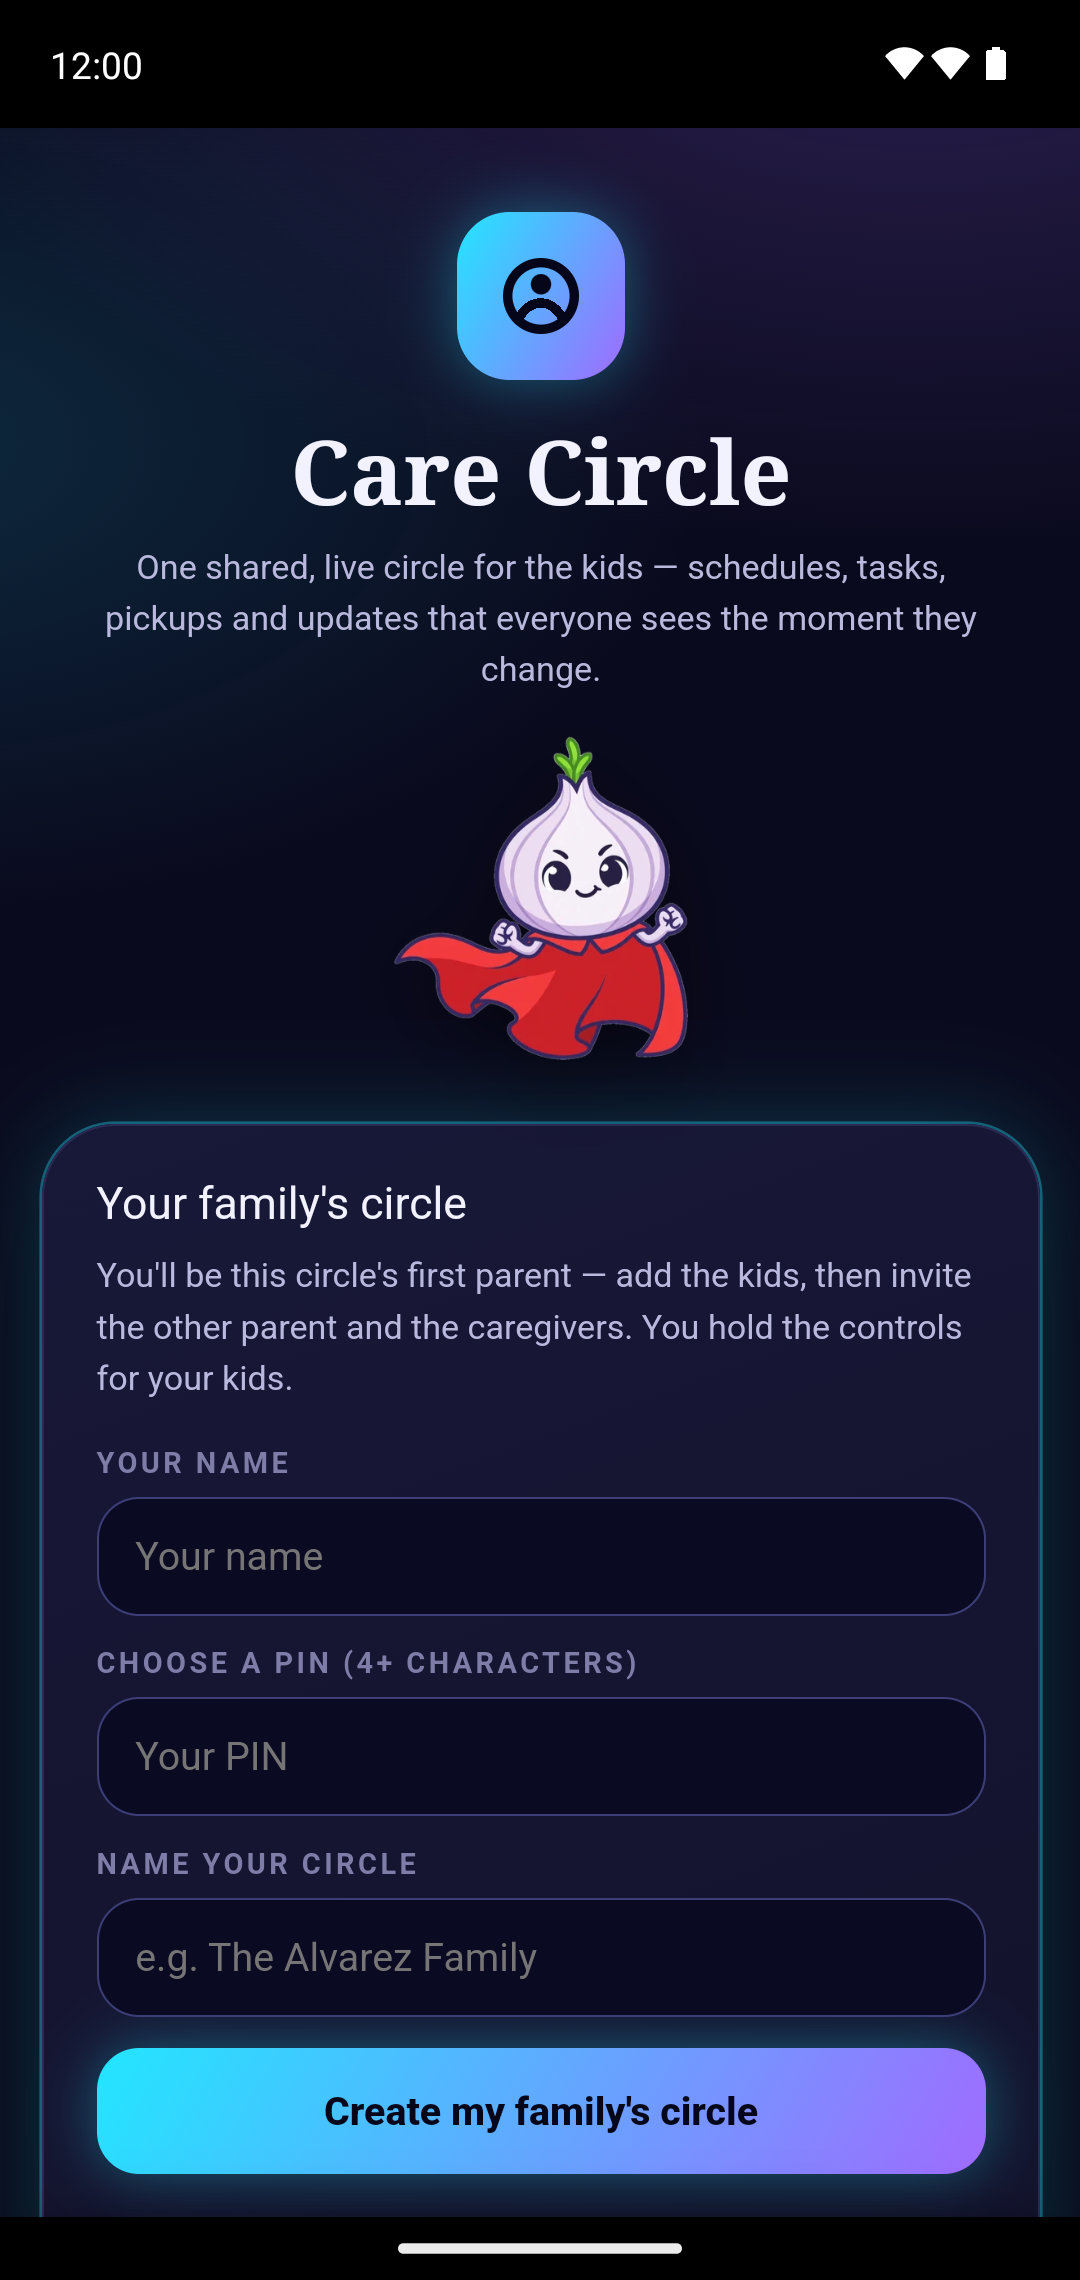 12:00
Care Circle
One shared, live circle for the kids — schedules, tasks,
pickups and updates that everyone sees the moment they
change.
Your family's circle
You'll be this circle's first parent — add the kids, then invite
the other parent and the caregivers. You hold the controls
for your kids.
YOUR NAME
Your name
CHOOSE A PIN (4+ CHARACTERS)
Your PIN
NAME YOUR CIRCLE
e.g. The Alvarez Family
Create my family's circle